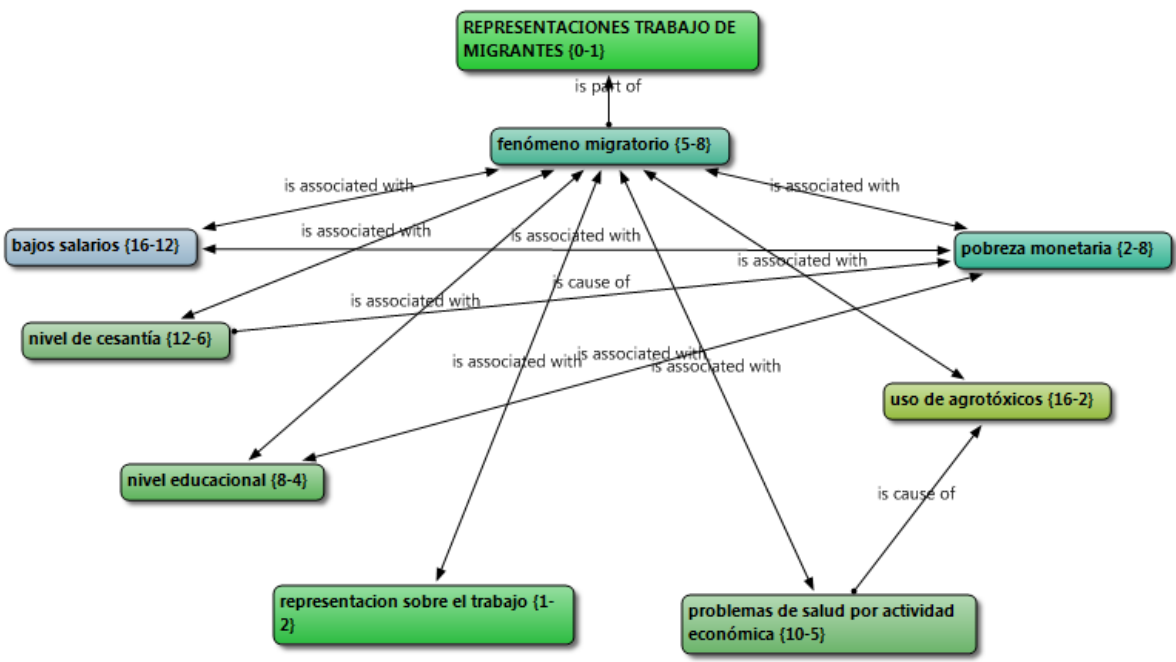 REPRESENTACIONES TRABAJO DE
MIGRANTES {0-1}
is part of
fenómeno migratorio {5-8}
is associated with
is associated with
is associated with
is associated with
bajos salarios {16-12}
pobreza monetaria {2-8}
is associated with
is cause of
is associated with
nivel de cesantía {12-6}
is associated with
is associated with
is associated with
uso de agrotóxicos {16-2}
nivel educacional {8-4}
is cause of
representacion sobre el trabajo {1-
2}
problemas de salud por actividad
económica {10-5}